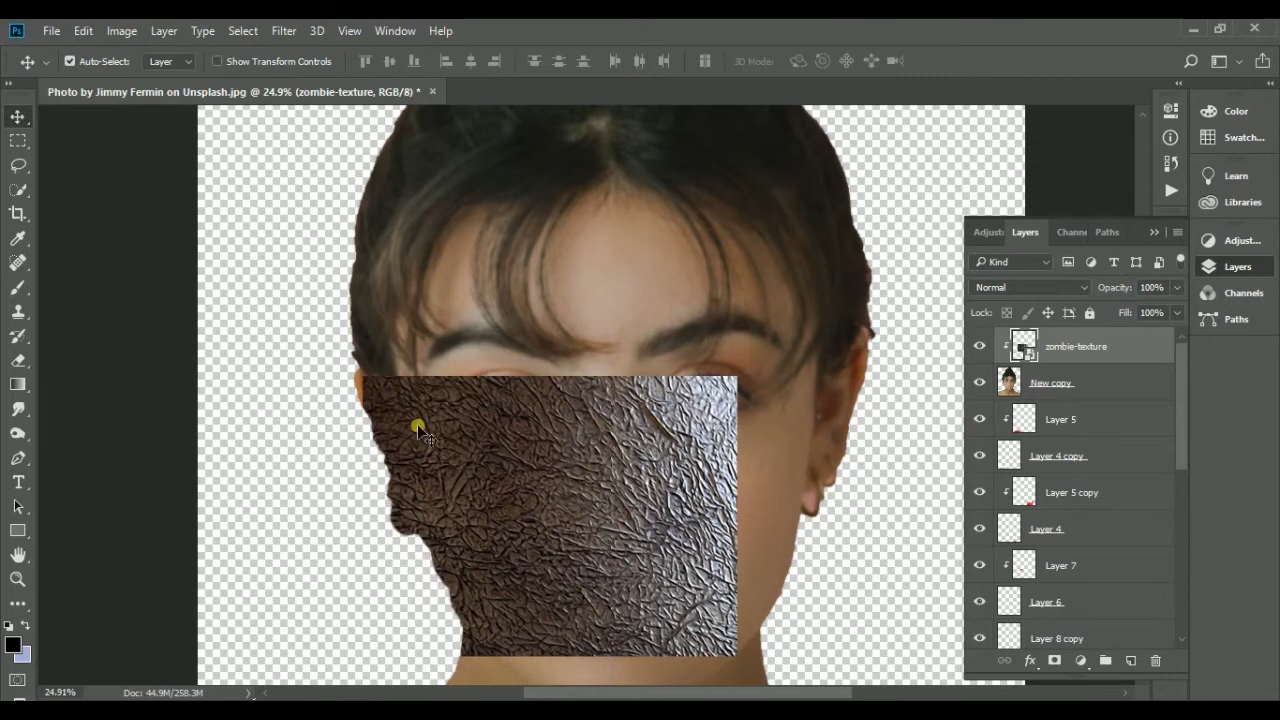 Ps File Edit Image Layer Type Select Filter 3D View Window Help
Auto-Select: Layer Show Transform Controls 3D Mode:
Photo by Jimmy Fermin on Unsplash.jpg @ 24.9% (zombie-texture, RGB/8) *
Color
Swatch...
Learn
Libraries
Adjust...
Layers
Channels
Paths
Adjust Layers Chann Paths
Kind
Normal Opacity: 100%
Lock: Fill: 100%
zombie-texture
New copy
Layer 5
Layer 4 copy
Layer 5 copy
Layer 4
Layer 7
Layer 6
Layer 8 copy
fx
24.91% Doc: 44.9M/258.3M